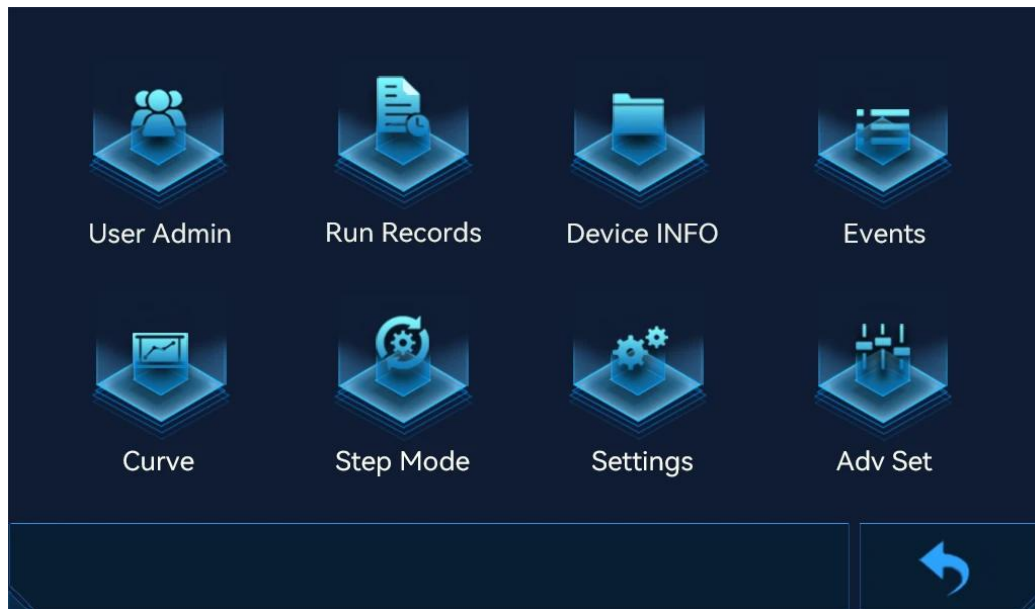 User Admin
Run Records
Device INFO
Events
Curve
Step Mode
Settings
Adv Set